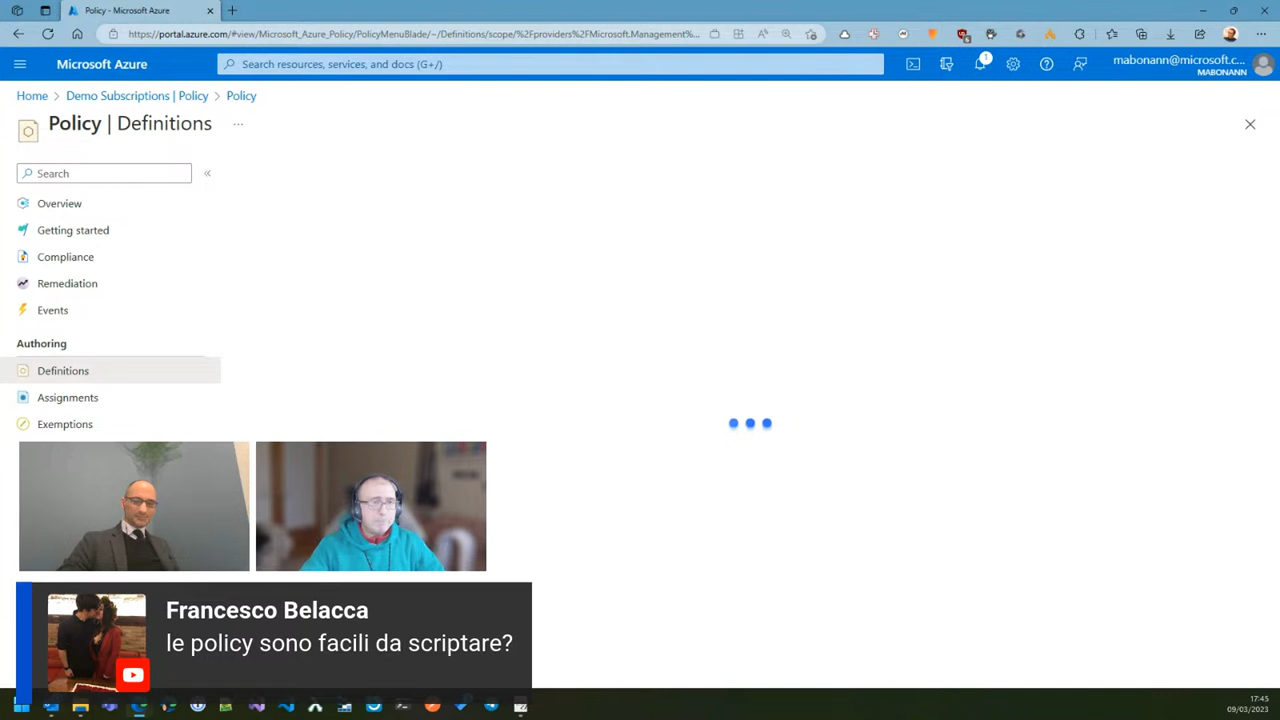 Policy - Microsoft Azure
https://portal.azure.com/#view/Microsoft_Azure_Policy/PolicyMenuBlade/~/Definitions/scope/%2Fproviders%2FMicrosoft.Management%...
Microsoft Azure
Search resources, services, and docs (G+/)
1
mabonann@microsoft.c...
MABONANN
Home > Demo Subscriptions | Policy > Policy
Policy | Definitions
...
Search
Overview
Getting started
Compliance
Remediation
Events
Authoring
Definitions
Assignments
Exemptions
Francesco Belacca
le policy sono facili da scriptare?
17:45
09/03/2023